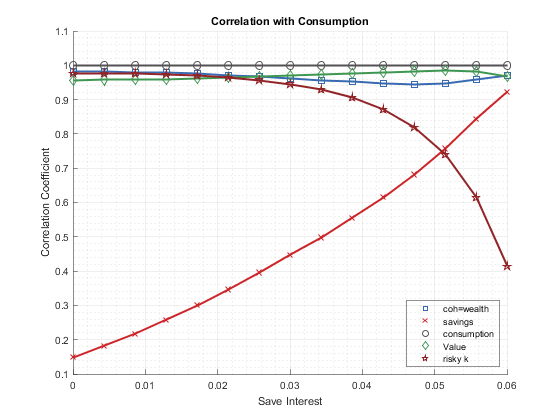 Correlation with Consumption
1.1
1
0.9
0.8
0.7
0.6
0.5
0.4
0.3
0.2
0.1
Correlation Coefficient
0
0.01
0.02
0.03
0.04
0.05
0.06
Save Interest
coh=wealth
savings
consumption
Value
risky k